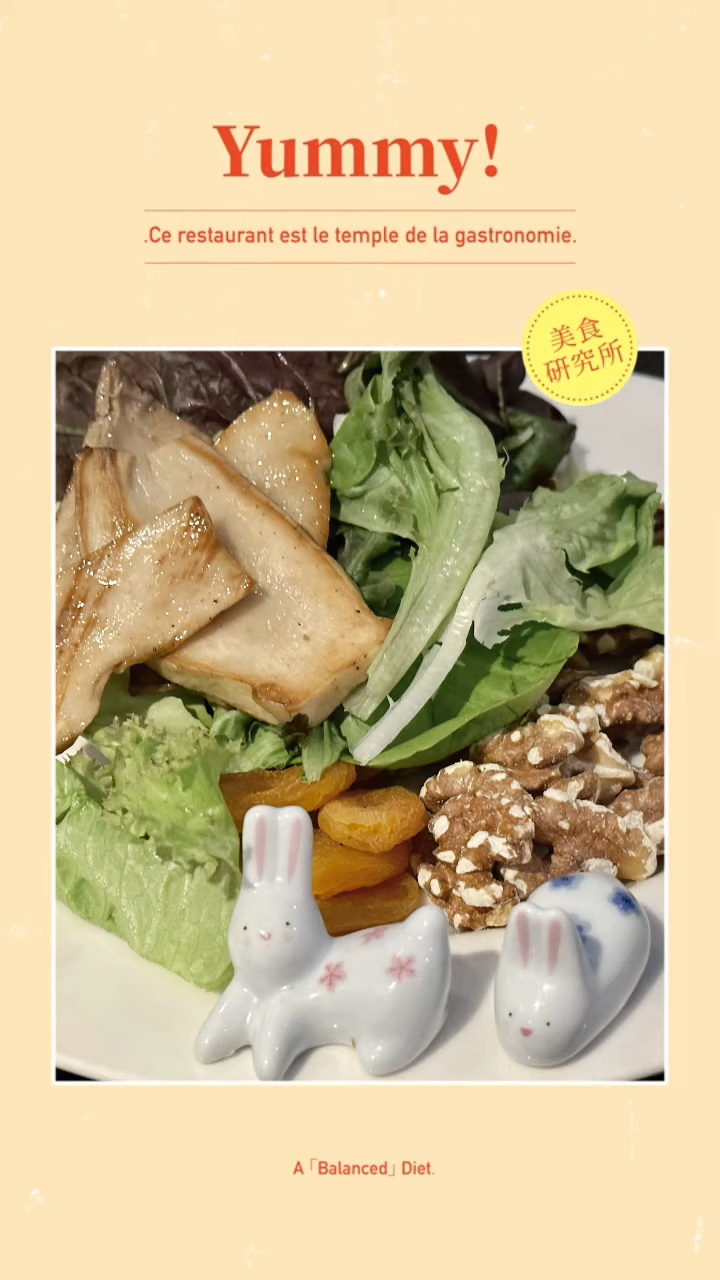 Yummy!
.Ce restaurant est le temple de la gastronomie.
美食
研究所
A「Balanced」Diet.